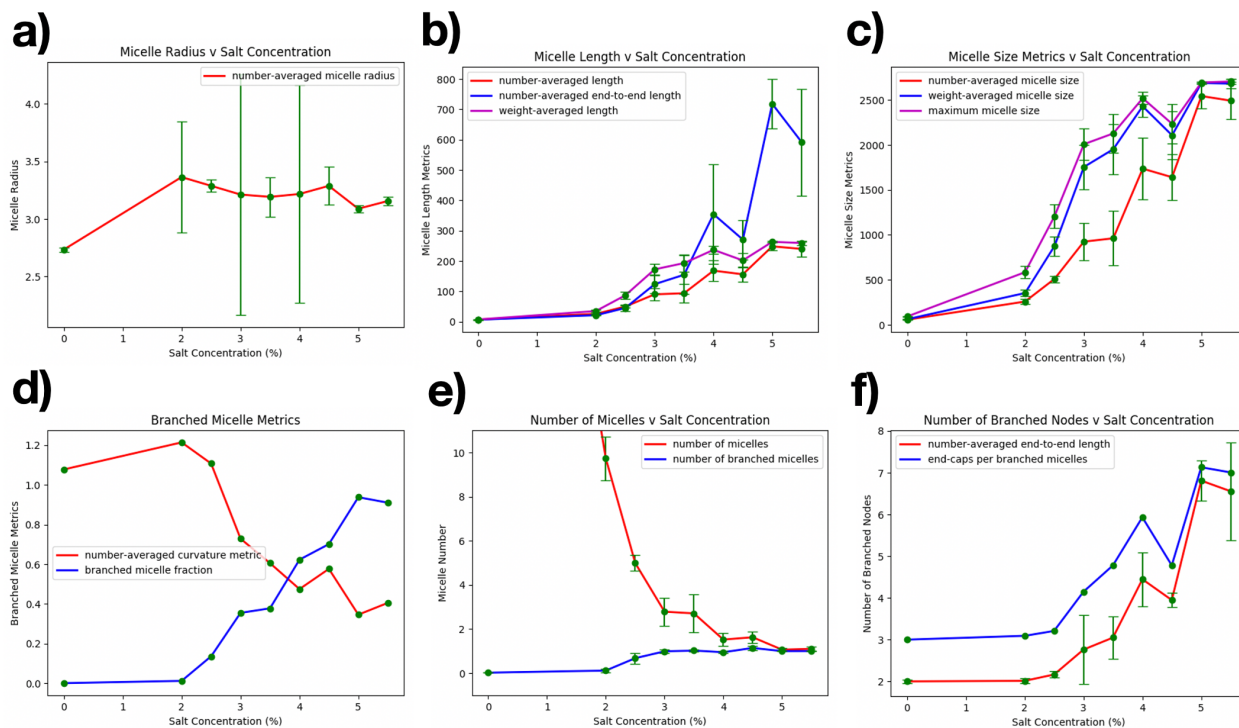 a)
Micelle Radius v Salt Concentration
number-averaged micelle radius
4.0
3.5
3.0
2.5
Micelle Radius
0 1 2 3 4 5
Salt Concentration (%)
b)
Micelle Length v Salt Concentration
number-averaged length
number-averaged end-to-end length
weight-averaged length
800
700
600
500
400
300
200
100
0
Micelle Length Metrics
0 1 2 3 4 5
Salt Concentration (%)
c)
Micelle Size Metrics v Salt Concentration
number-averaged micelle size
weight-averaged micelle size
maximum micelle size
2500
2000
1500
1000
500
0
Micelle Size Metrics
0 1 2 3 4 5
Salt Concentration (%)
d)
Branched Micelle Metrics
1.2
1.0
0.8
0.6
0.4
0.2
0.0
Branched Micelle Metrics
number-averaged curvature metric
branched micelle fraction
0 1 2 3 4 5
Salt Concentration (%)
e)
Number of Micelles v Salt Concentration
number of micelles
number of branched micelles
10
8
6
4
2
0
Micelle Number
0 1 2 3 4 5
Salt Concentration (%)
f)
Number of Branched Nodes v Salt Concentration
number-averaged end-to-end length
end-caps per branched micelles
8
7
6
5
4
3
2
Number of Branched Nodes
0 1 2 3 4 5
Salt Concentration (%)